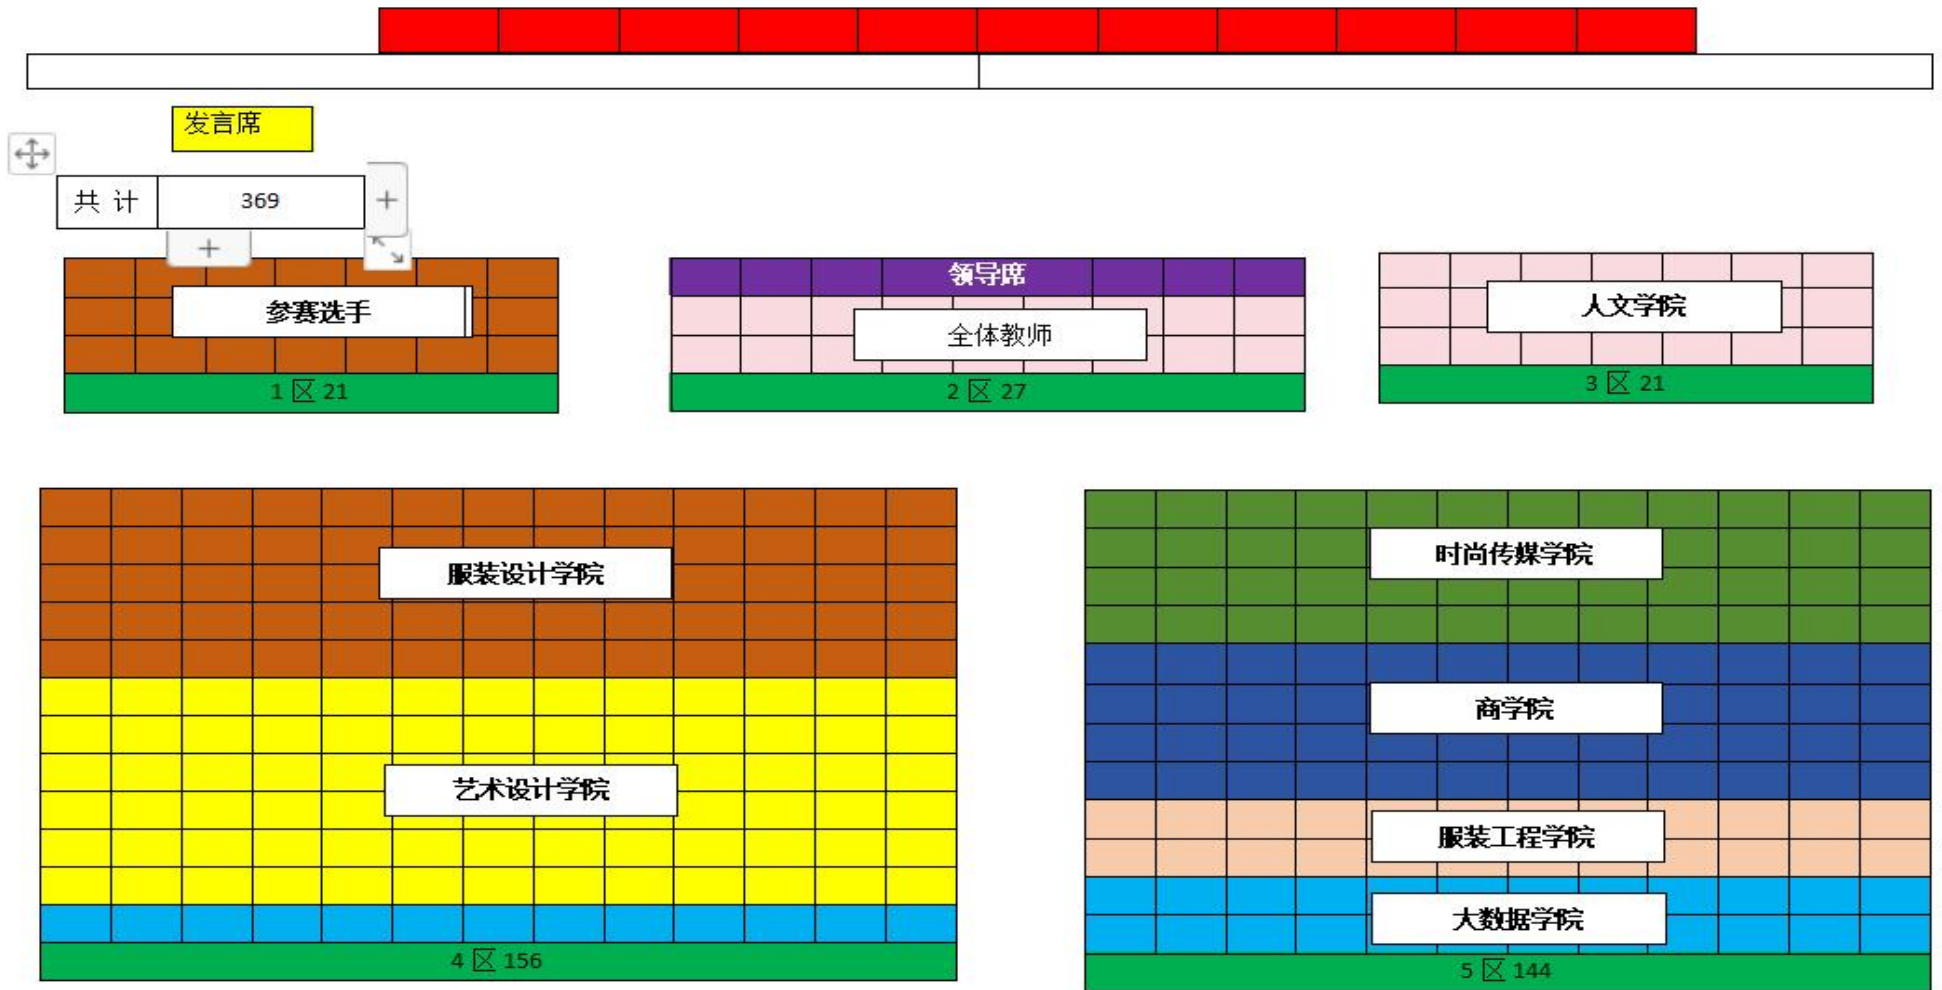 发言席
共 计 369
参赛选手
1 区 21
领导席
全体教师
2 区 27
人文学院
3 区 21
服装设计学院
艺术设计学院
4 区 156
时尚传媒学院
商学院
服装工程学院
大数据学院
5 区 144